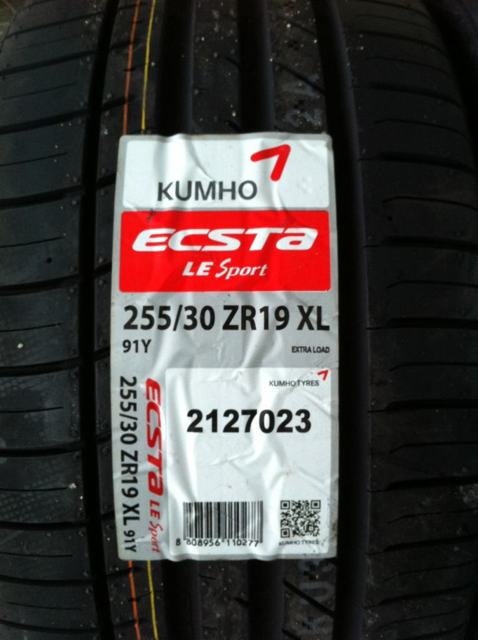 KUMHO
ECSTA
LE Sport
255/30 ZR19 XL
91Y
EXTRA LOAD
KUMHO TYRES
2127023
ECSTA LE Sport
255/30 ZR19 XL 91Y
8 808956 110277
KUMHO TYRES